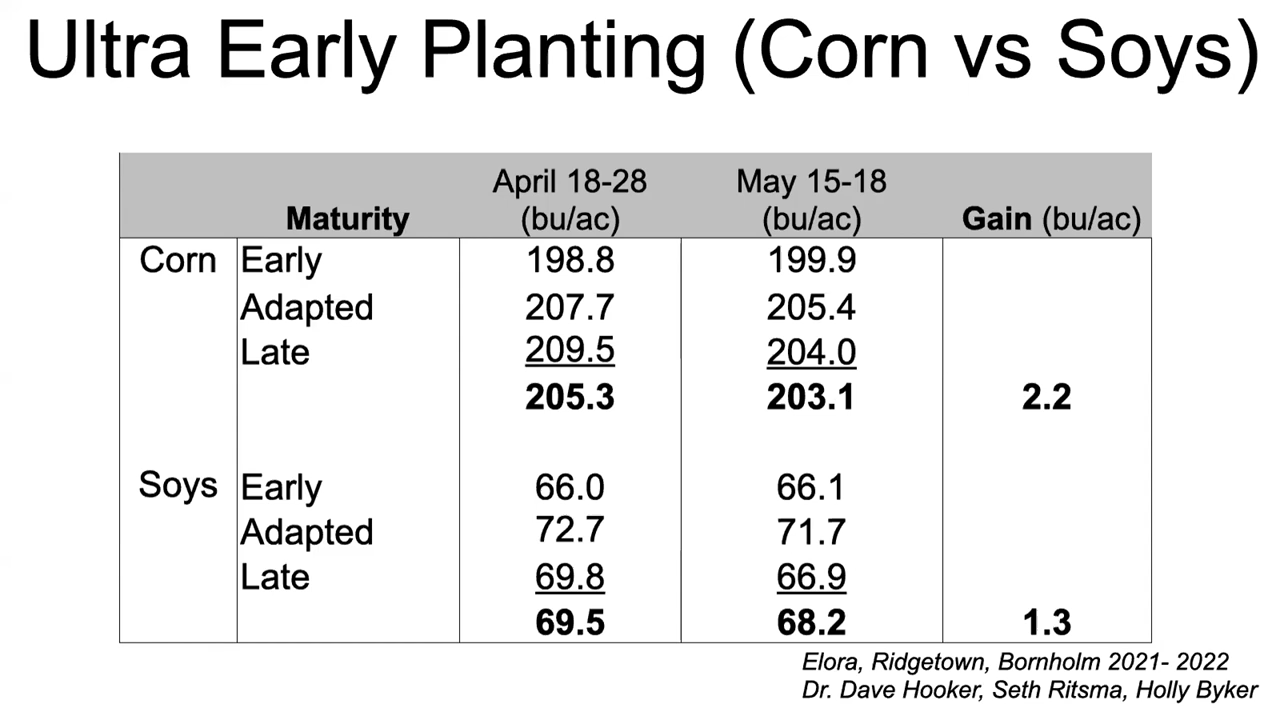 Ultra Early Planting (Corn vs Soys)
Maturity April 18-28 (bu/ac) May 15-18 (bu/ac) Gain (bu/ac)
Corn Early 198.8 199.9
Adapted 207.7 205.4
Late 209.5 204.0
205.3 203.1 2.2
Soys Early 66.0 66.1
Adapted 72.7 71.7
Late 69.8 66.9
69.5 68.2 1.3
Elora, Ridgetown, Bornholm 2021- 2022
Dr. Dave Hooker, Seth Ritsma, Holly Byker